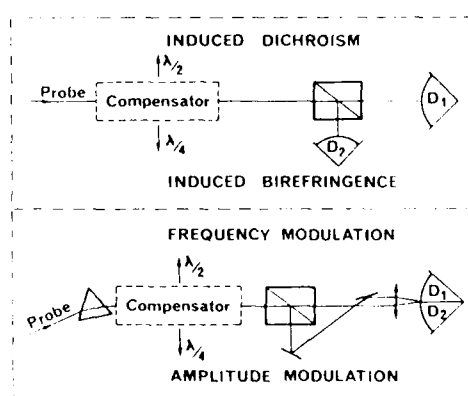 INDUCED DICHROISM
λ/2
Probe
Compensator
D1
λ/4
D2
INDUCED BIREFRINGENCE
FREQUENCY MODULATION
λ/2
Probe
Compensator
D1
D2
λ/4
AMPLITUDE MODULATION